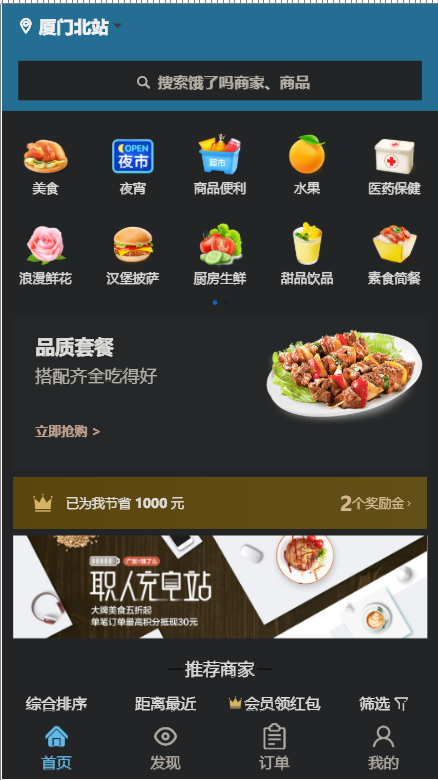 厦门北站
搜索饿了吗商家、商品
OPEN
夜市
超市
美食 夜宵 商品便利 水果 医药保健
浪漫鲜花 汉堡披萨 厨房生鲜 甜品饮品 素食简餐
品质套餐
搭配齐全吃得好
立即抢购 >
已为我节省 1000 元 2个奖励金 ›
职人充电站
大牌美食五折起
单笔订单最高积分抵现30元
推荐商家
综合排序 距离最近 会员领红包 筛选
首页 发现 订单 我的